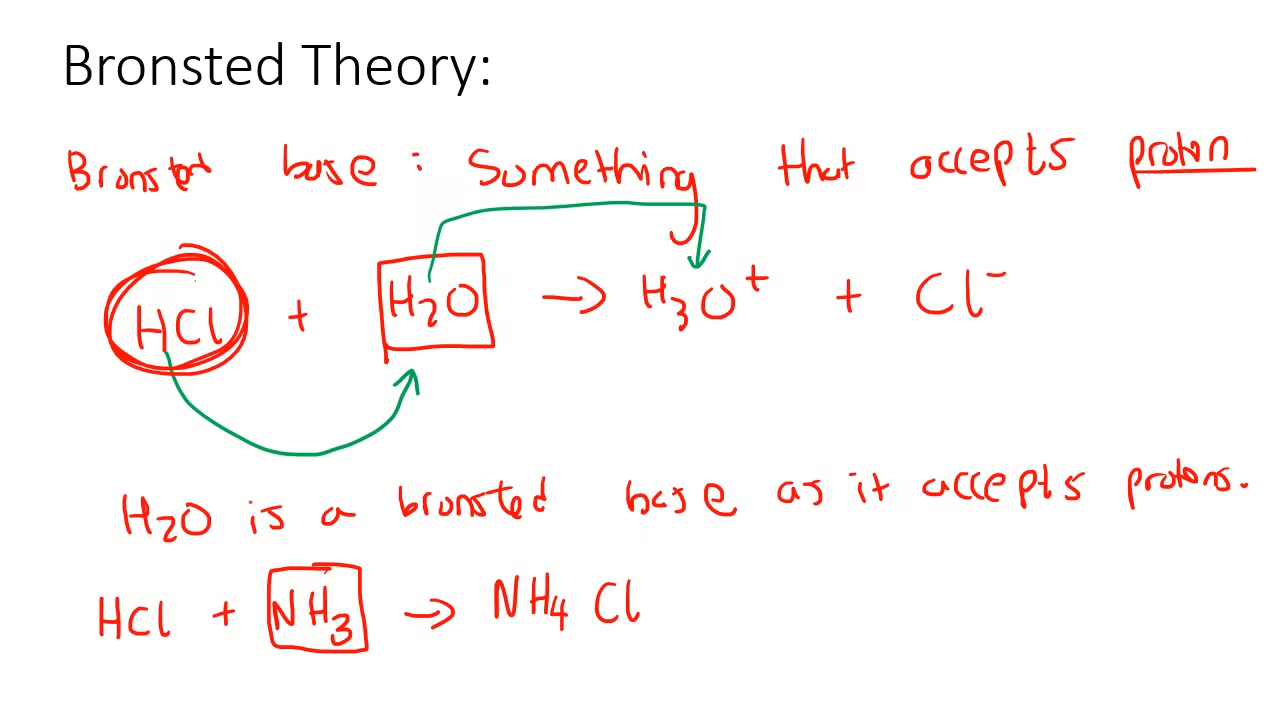 Bronsted Theory:
Bronsted base : Something that accepts proton
HCl + H2O → H3O+ + Cl-
H2O is a bronsted base as it accepts protons.
HCl + NH3 → NH4 Cl